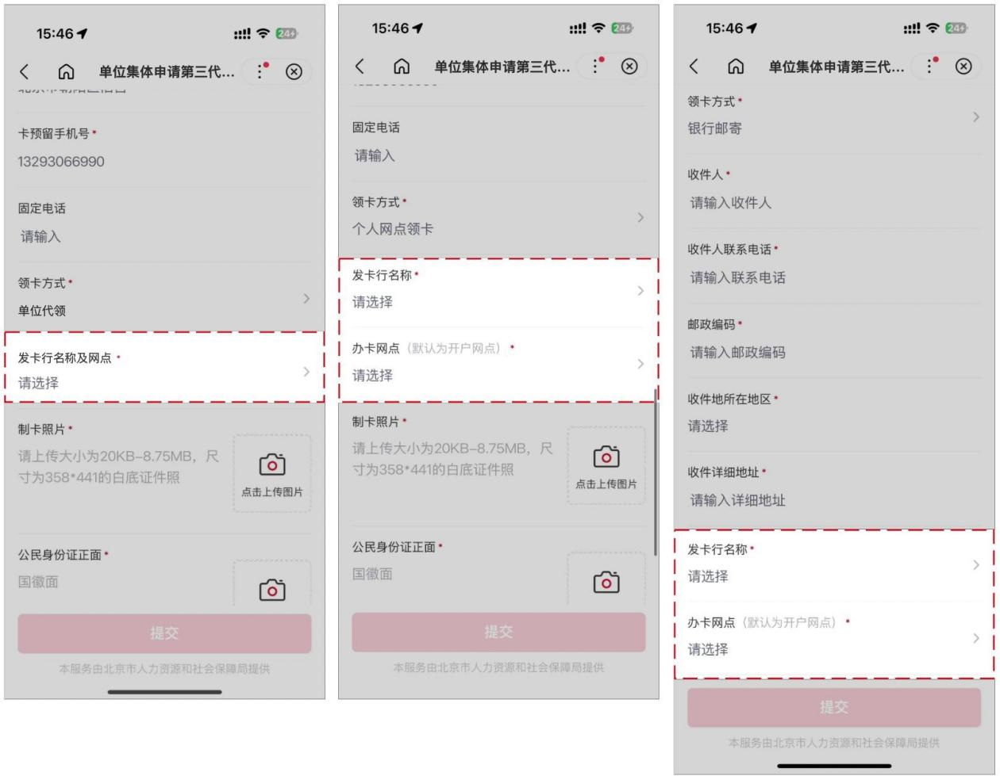 15:46
24
单位集体申请第三代...
卡预留手机号*
13293066990
固定电话
请输入
领卡方式*
单位代领
发卡行名称及网点 *
请选择
制卡照片*
请上传大小为20KB-8.75MB，尺
寸为358*441的白底证件照
点击上传图片
公民身份证正面*
国徽面
提交
本服务由北京市人力资源和社会保障局提供
15:46
24
单位集体申请第三代...
固定电话
请输入
领卡方式*
个人网点领卡
发卡行名称*
请选择
办卡网点（默认为开户网点） *
请选择
制卡照片*
请上传大小为20KB-8.75MB，尺
寸为358*441的白底证件照
点击上传图片
公民身份证正面*
国徽面
提交
本服务由北京市人力资源和社会保障局提供
15:46
24
单位集体申请第三代...
领卡方式*
银行邮寄
收件人*
请输入收件人
收件人联系电话*
请输入联系电话
邮政编码*
请输入邮政编码
收件地所在地区*
请选择
收件详细地址*
请输入详细地址
发卡行名称*
请选择
办卡网点（默认为开户网点） *
请选择
提交
本服务由北京市人力资源和社会保障局提供